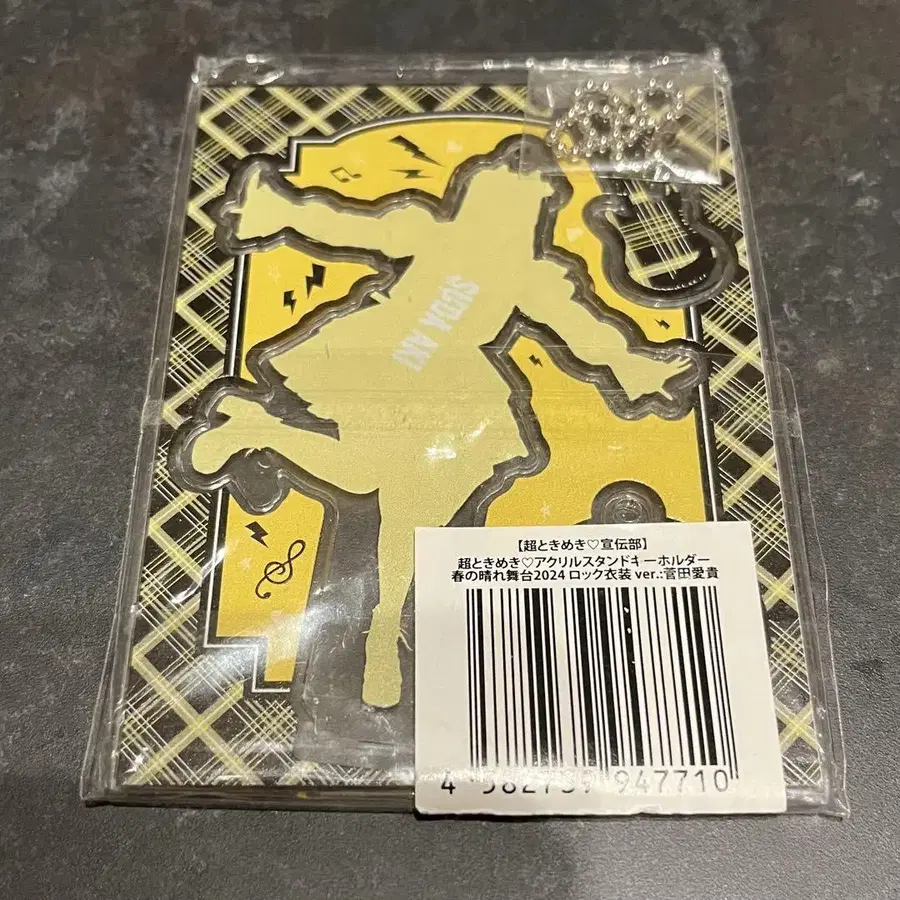 SUDA AKI
【超ときめき♡宣伝部】
超ときめき♡アクリルスタンドキーホルダー
春の晴れ舞台2024 ロック衣装 ver.:菅田愛貴
4 582739 947710